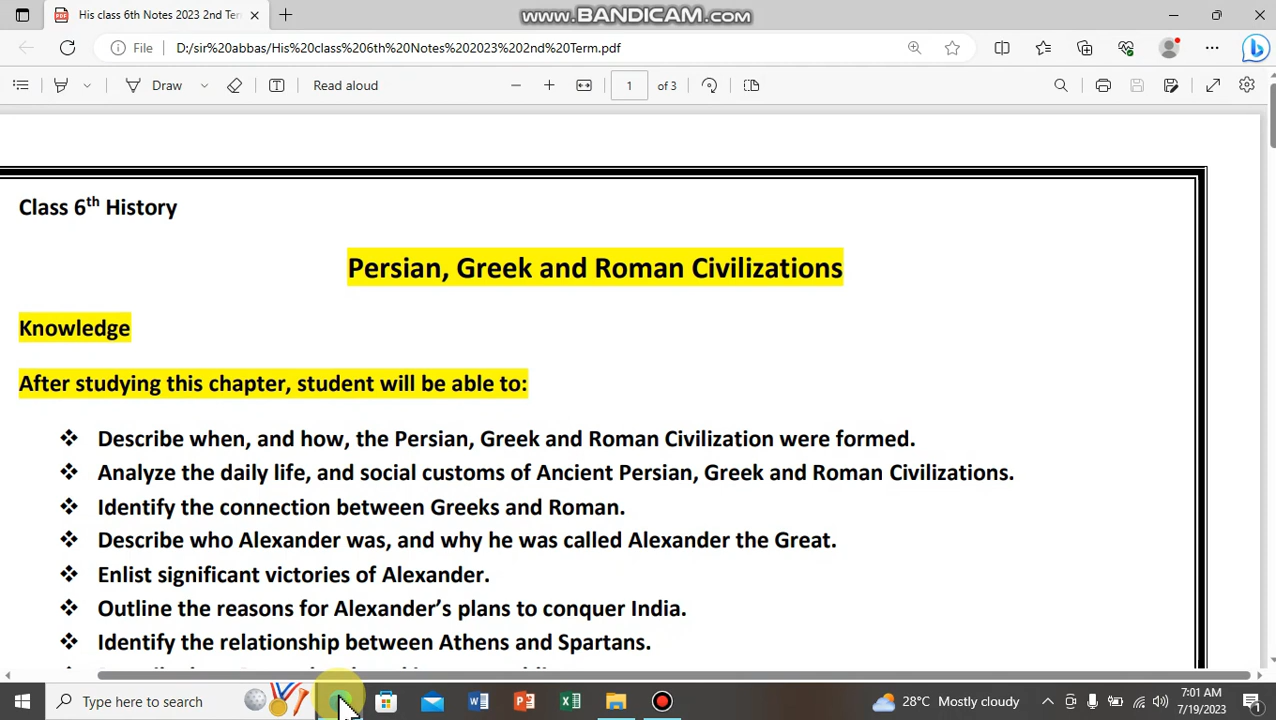 His class 6th Notes 2023 2nd Ter
www.BANDICAM.com
File
D:/sir%20abbas/His%20class%206th%20Notes%202023%202nd%20Term.pdf
Draw
Read aloud
1 of 3
Class 6th History
Persian, Greek and Roman Civilizations
Knowledge
After studying this chapter, student will be able to:
❖ Describe when, and how, the Persian, Greek and Roman Civilization were formed.
❖ Analyze the daily life, and social customs of Ancient Persian, Greek and Roman Civilizations.
❖ Identify the connection between Greeks and Roman.
❖ Describe who Alexander was, and why he was called Alexander the Great.
❖ Enlist significant victories of Alexander.
❖ Outline the reasons for Alexander’s plans to conquer India.
❖ Identify the relationship between Athens and Spartans.
Type here to search
28°C Mostly cloudy
7:01 AM
7/19/2023
1